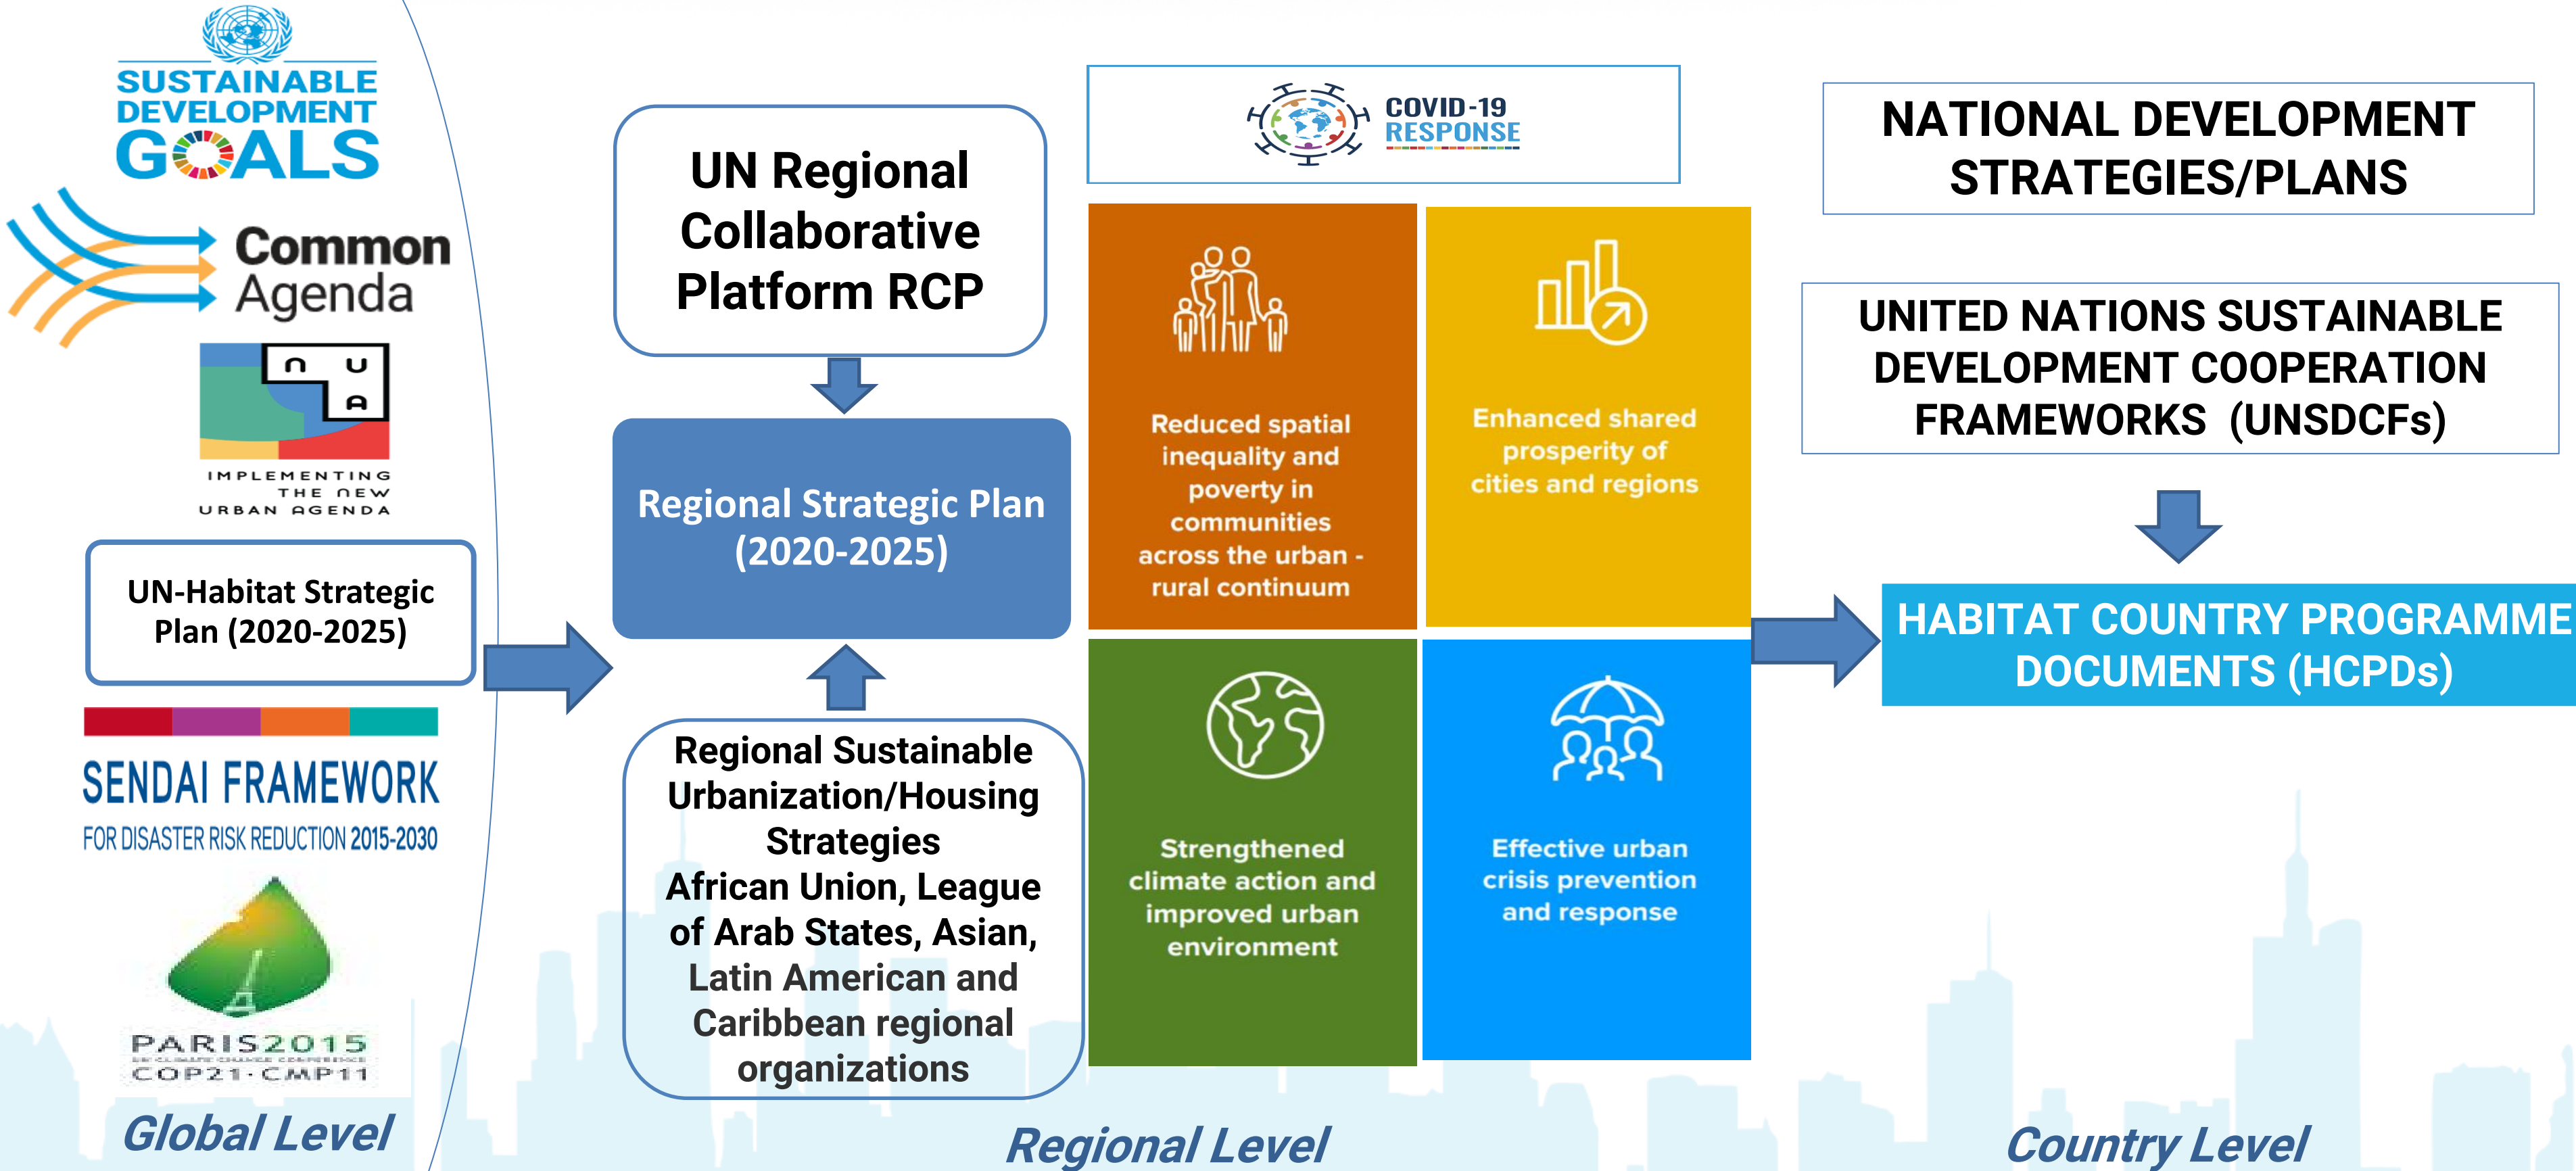 SUSTAINABLE
DEVELOPMENT
GOALS
Common
Agenda
n U
A
IMPLEMENTING
THE NEW
URBAN AGENDA
UN-Habitat Strategic
Plan (2020-2025)
SENDAI FRAMEWORK
FOR DISASTER RISK REDUCTION 2015-2030
PARIS2015
UN CLIMATE CHANGE CONFERENCE
COP21·CMP11
Global Level
UN Regional
Collaborative
Platform RCP
Regional Strategic Plan
(2020-2025)
Regional Sustainable
Urbanization/Housing
Strategies
African Union, League
of Arab States, Asian,
Latin American and
Caribbean regional
organizations
COVID-19
RESPONSE
Reduced spatial
inequality and
poverty in
communities
across the urban -
rural continuum
Enhanced shared
prosperity of
cities and regions
Strengthened
climate action and
improved urban
environment
Effective urban
crisis prevention
and response
Regional Level
NATIONAL DEVELOPMENT
STRATEGIES/PLANS
UNITED NATIONS SUSTAINABLE
DEVELOPMENT COOPERATION
FRAMEWORKS (UNSDCFs)
HABITAT COUNTRY PROGRAMME
DOCUMENTS (HCPDs)
Country Level